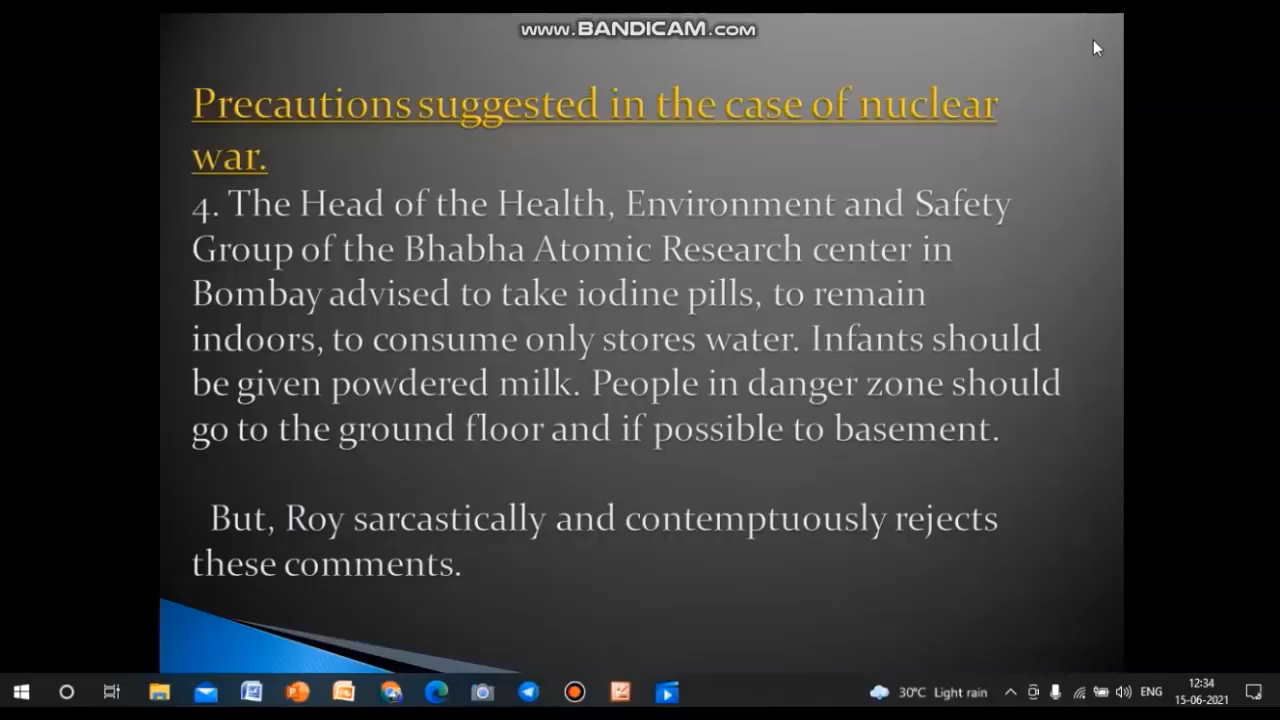 www.BANDICAM.com
Precautions suggested in the case of nuclear
war.
4. The Head of the Health, Environment and Safety
Group of the Bhabha Atomic Research center in
Bombay advised to take iodine pills, to remain
indoors, to consume only stores water. Infants should
be given powdered milk. People in danger zone should
go to the ground floor and if possible to basement.
But, Roy sarcastically and contemptuously rejects
these comments.
30°C Light rain
ENG
12:34
15-06-2021